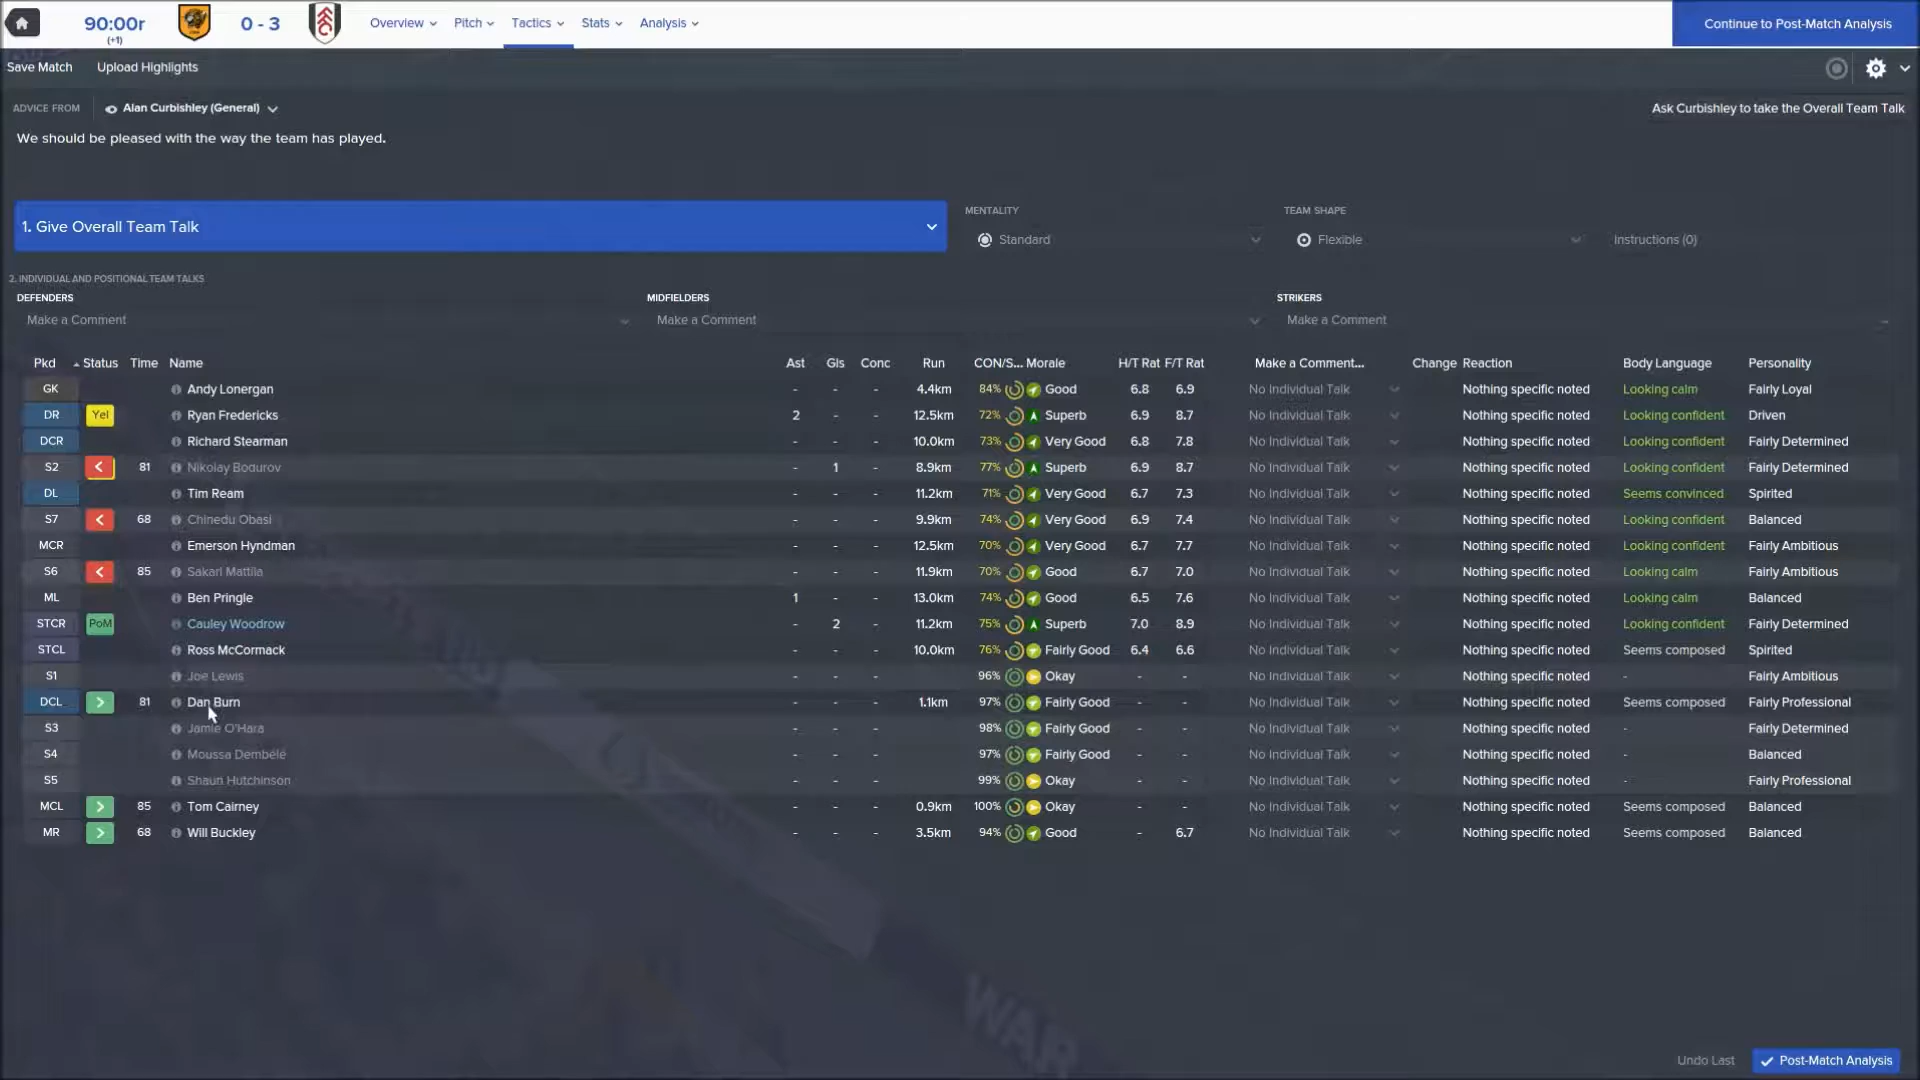 90:00r
(+1)
0 - 3
Overview
Pitch
Tactics
Stats
Analysis
Continue to Post-Match Analysis
Save Match
Upload Highlights
ADVICE FROM
Alan Curbishley (General)
Ask Curbishley to take the Overall Team Talk
We should be pleased with the way the team has played.
1. Give Overall Team Talk
MENTALITY
Standard
TEAM SHAPE
Flexible
Instructions (0)
2. INDIVIDUAL AND POSITIONAL TEAM TALKS
DEFENDERS
Make a Comment
MIDFIELDERS
Make a Comment
STRIKERS
Make a Comment
Pkd Status Time Name Ast Gls Conc Run CON/S... Morale H/T Rat F/T Rat Make a Comment... Change Reaction Body Language Personality
GK Andy Lonergan - - - 4.4km 84% Good 6.8 6.9 No Individual Talk Nothing specific noted Looking calm Fairly Loyal
DR Yel Ryan Fredericks 2 - - 12.5km 72% Superb 6.9 8.7 No Individual Talk Nothing specific noted Looking confident Driven
DCR Richard Stearman - - - 10.0km 73% Very Good 6.8 7.8 No Individual Talk Nothing specific noted Looking confident Fairly Determined
S2 81 Nikolay Bodurov - 1 - 8.9km 77% Superb 6.9 8.7 No Individual Talk Nothing specific noted Looking confident Fairly Determined
DL Tim Ream - - - 11.2km 71% Very Good 6.7 7.3 No Individual Talk Nothing specific noted Seems convinced Spirited
S7 68 Chinedu Obasi - - - 9.9km 74% Very Good 6.9 7.4 No Individual Talk Nothing specific noted Looking confident Balanced
MCR Emerson Hyndman - - - 12.5km 70% Very Good 6.7 7.7 No Individual Talk Nothing specific noted Looking confident Fairly Ambitious
S6 85 Sakari Mattila - - - 11.9km 70% Good 6.7 7.0 No Individual Talk Nothing specific noted Looking calm Fairly Ambitious
ML Ben Pringle 1 - - 13.0km 74% Good 6.5 7.6 No Individual Talk Nothing specific noted Looking calm Balanced
STCR PoM Cauley Woodrow - 2 - 11.2km 75% Superb 7.0 8.9 No Individual Talk Nothing specific noted Looking confident Fairly Determined
STCL Ross McCormack - - - 10.0km 76% Fairly Good 6.4 6.6 No Individual Talk Nothing specific noted Seems composed Spirited
S1 Joe Lewis - - - 96% Okay - - No Individual Talk Nothing specific noted - Fairly Ambitious
DCL 81 Dan Burn - - - 1.1km 97% Fairly Good - - No Individual Talk Nothing specific noted Seems composed Fairly Professional
S3 Jamie O'Hara - - - 98% Fairly Good - - No Individual Talk Nothing specific noted - Fairly Determined
S4 Moussa Dembélé - - - 97% Fairly Good - - No Individual Talk Nothing specific noted - Balanced
S5 Shaun Hutchinson - - - 99% Okay - - No Individual Talk Nothing specific noted - Fairly Professional
MCL 85 Tom Cairney - - - 0.9km 100% Okay - - No Individual Talk Nothing specific noted Seems composed Balanced
MR 68 Will Buckley - - - 3.5km 94% Good - 6.7 No Individual Talk Nothing specific noted Seems composed Balanced
WAR
Undo Last
Post-Match Analysis